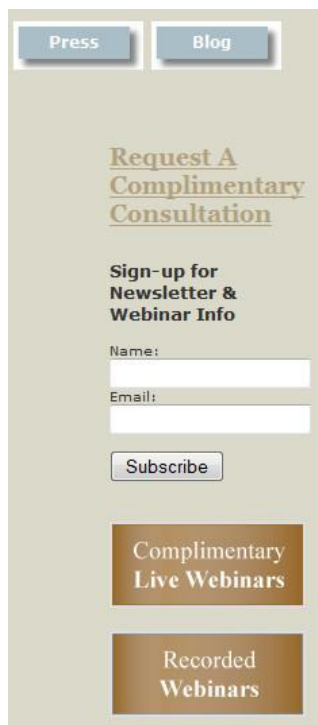 Press Blog
Request A
Complimentary
Consultation
Sign-up for
Newsletter &
Webinar Info
Name:
Email:
Subscribe
Complimentary
Live Webinars
Recorded
Webinars